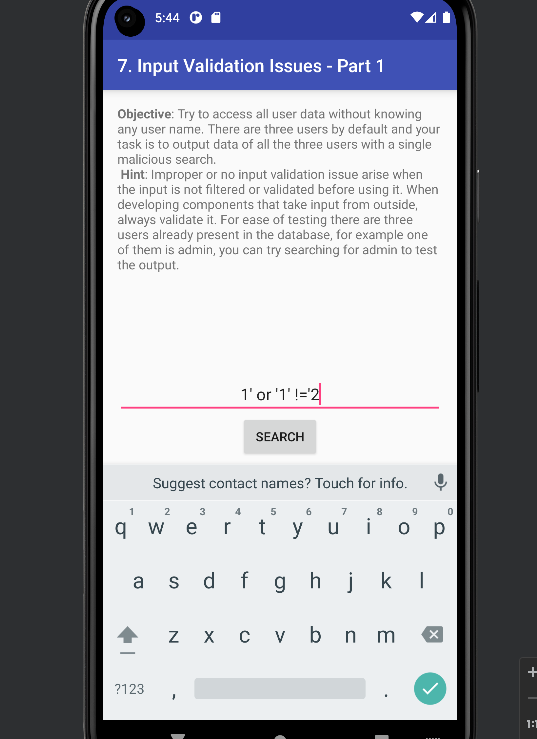 5:44
7. Input Validation Issues - Part 1
Objective: Try to access all user data without knowing
any user name. There are three users by default and your
task is to output data of all the three users with a single
malicious search.
Hint: Improper or no input validation issue arise when
the input is not filtered or validated before using it. When
developing components that take input from outside,
always validate it. For ease of testing there are three
users already present in the database, for example one
of them is admin, you can try searching for admin to test
the output.
1' or '1' !='2
SEARCH
Suggest contact names? Touch for info.
1 2 3 4 5 6 7 8 9 0
q w e r t y u i o p
a s d f g h j k l
z x c v b n m
?123 , .